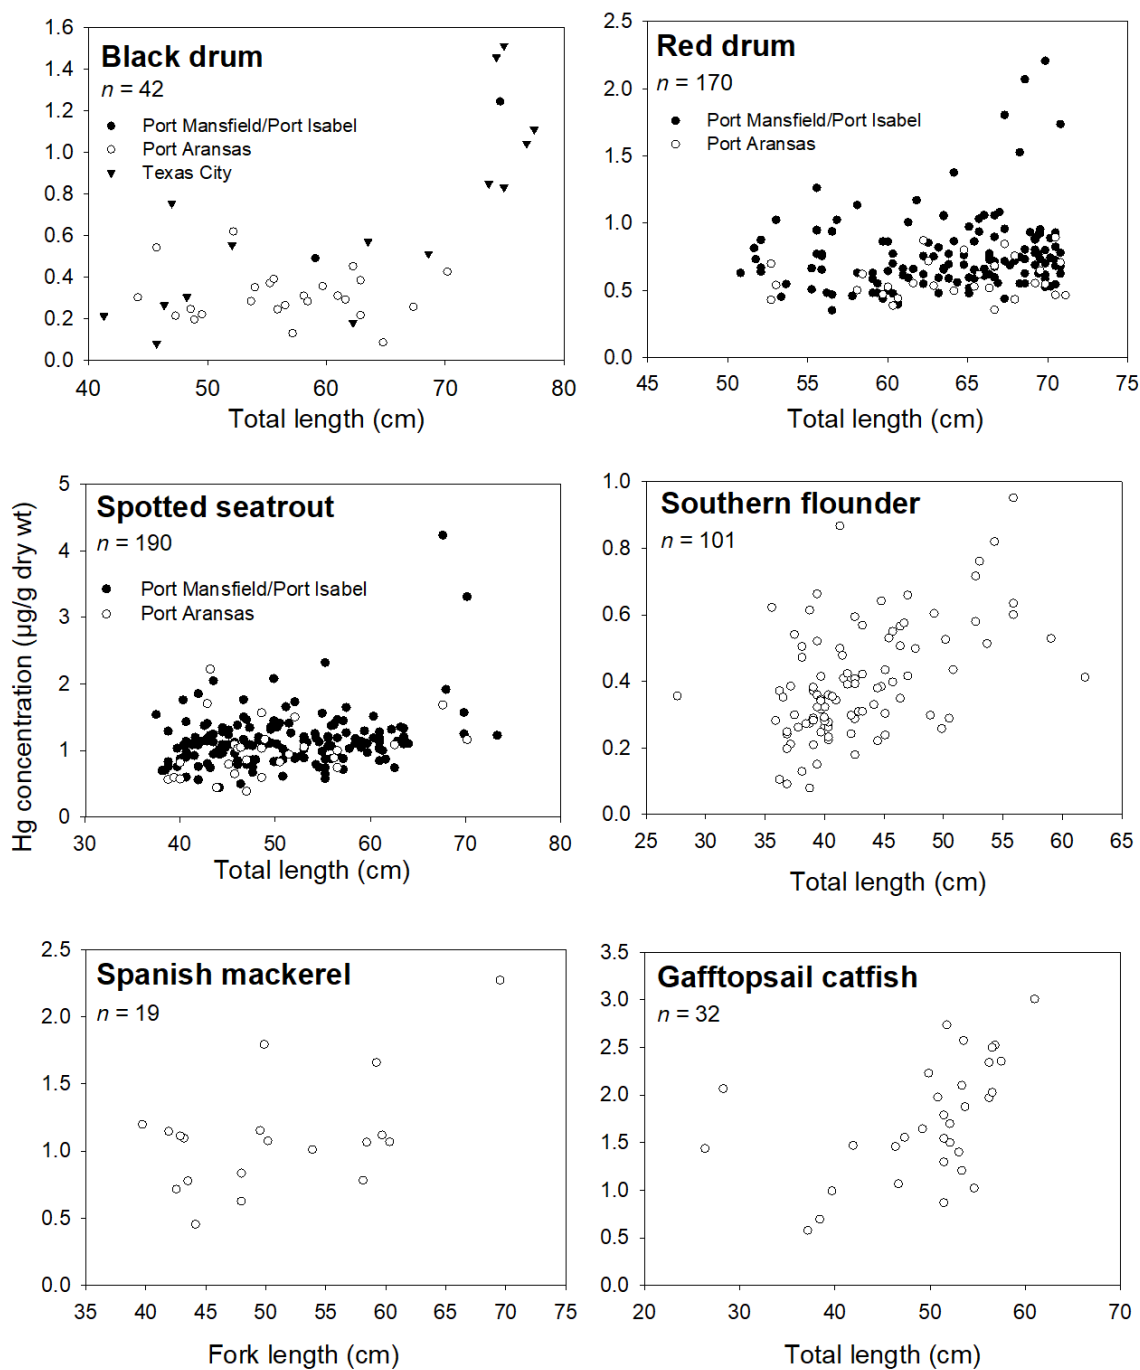 Black drum
n = 42
Port Mansfield/Port Isabel
Port Aransas
Texas City
1.6
1.4
1.2
1.0
0.8
0.6
0.4
0.2
0.0
40 50 60 70 80
Total length (cm)
Red drum
n = 170
Port Mansfield/Port Isabel
Port Aransas
2.5
2.0
1.5
1.0
0.5
0.0
45 50 55 60 65 70 75
Total length (cm)
Hg concentration (µg/g dry wt)
Spotted seatrout
n = 190
Port Mansfield/Port Isabel
Port Aransas
5
4
3
2
1
0
30 40 50 60 70 80
Total length (cm)
Southern flounder
n = 101
1.0
0.8
0.6
0.4
0.2
0.0
25 30 35 40 45 50 55 60 65
Total length (cm)
Spanish mackerel
n = 19
2.5
2.0
1.5
1.0
0.5
0.0
35 40 45 50 55 60 65 70 75
Fork length (cm)
Gafftopsail catfish
n = 32
3.5
3.0
2.5
2.0
1.5
1.0
0.5
0.0
20 30 40 50 60 70
Total length (cm)